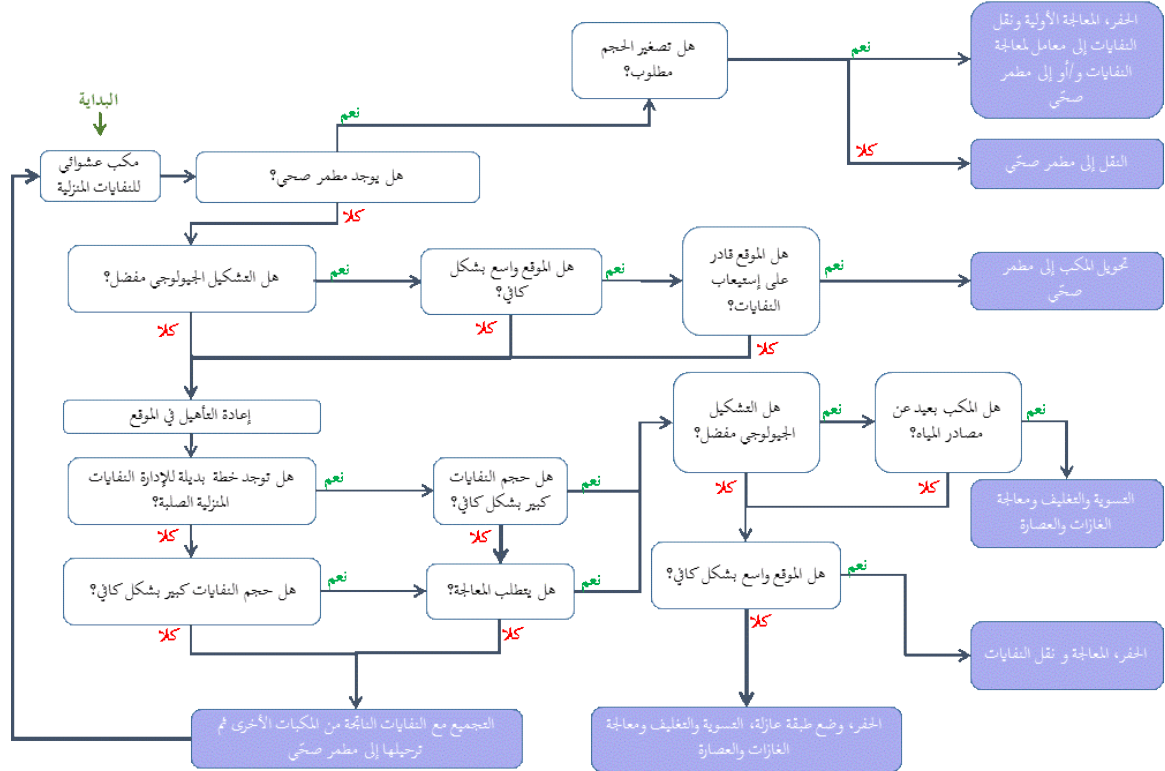 البداية
مكب عشوائي
للنفايات المنزلية
هل يوجد مطمر صحي؟
نعم
كلا
هل تصغير الحجم
مطلوب؟
نعم
كلا
الحفر، المعالجة الأولية ونقل
النفايات إلى معامل لمعالجة
النفايات و/أو إلى مطمر
صحّي
النقل إلى مطمر صحّي
هل التشكيل الجيولوجي مفضل؟
نعم
كلا
هل الموقع واسع بشكل
كافي؟
نعم
كلا
هل الموقع قادر
على إستيعاب
النفايات؟
نعم
كلا
تحويل المكب إلى مطمر
صحّي
إعادة التأهيل في الموقع
هل توجد خطة بديلة للإدارة النفايات
المنزلية الصلبة؟
نعم
كلا
هل حجم النفايات
كبير بشكل كافي؟
نعم
كلا
هل التشكيل
الجيولوجي مفضل؟
نعم
كلا
هل المكب بعيد عن
مصادر المياه؟
نعم
كلا
التسوية والتغليف ومعالجة
الغازات والعصارة
هل حجم النفايات كبير بشكل كافي؟
نعم
كلا
هل يتطلب المعالجة؟
نعم
كلا
هل الموقع واسع بشكل كافي؟
نعم
كلا
الحفر، المعالجة و نقل النفايات
التجميع مع النفايات الناتجة من المكبات الأخرى ثم
ترحيلها إلى مطمر صحّي
الحفر، وضع طبقة عازلة، التسوية والتغليف ومعالجة
الغازات والعصارة